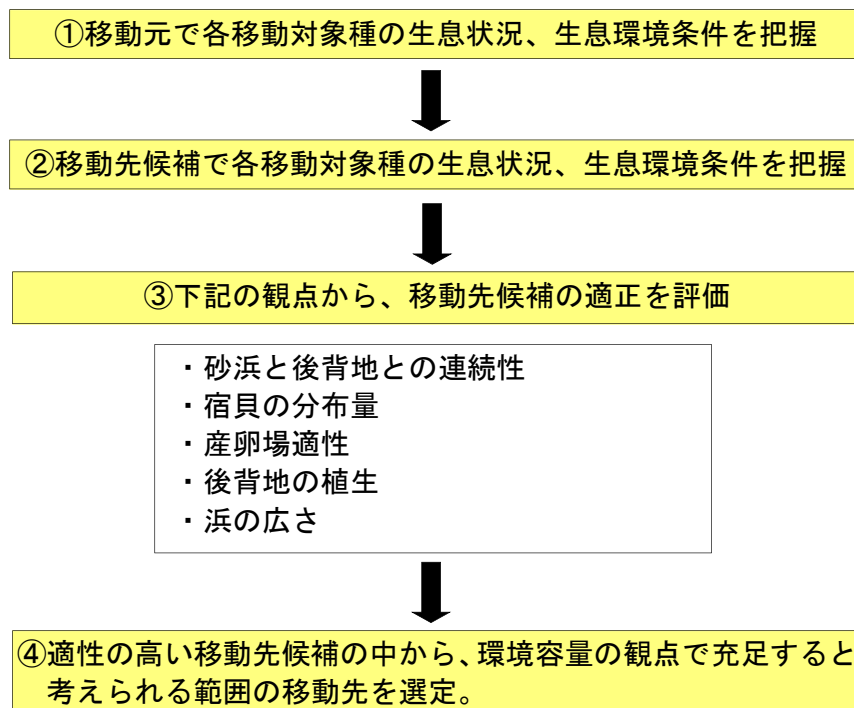 ①移動元で各移動対象種の生息状況、生息環境条件を把握
②移動先候補で各移動対象種の生息状況、生息環境条件を把握
③下記の観点から、移動先候補の適正を評価
・砂浜と後背地との連続性
・宿貝の分布量
・産卵場適性
・後背地の植生
・浜の広さ
④適性の高い移動先候補の中から、環境容量の観点で充足すると
考えられる範囲の移動先を選定。